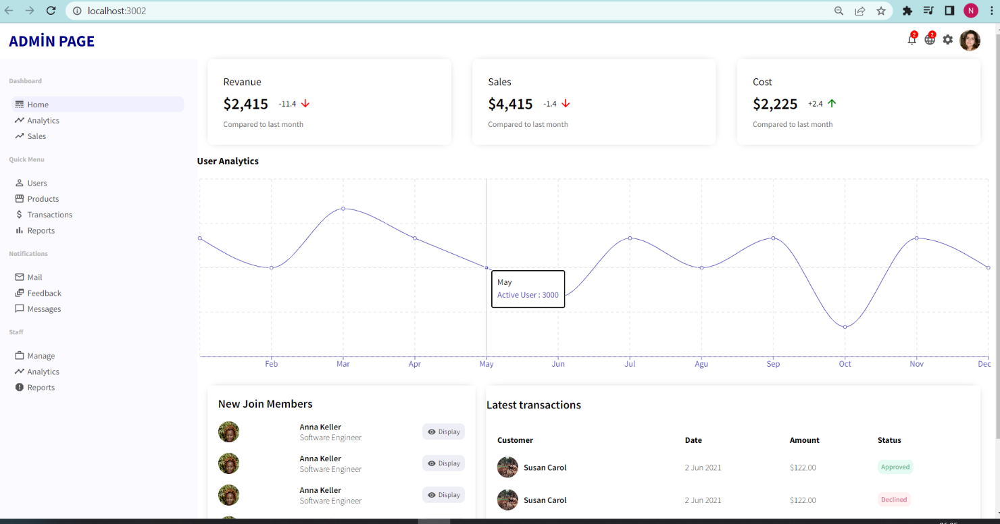 localhost:3002
N
ADMİN PAGE
2
2
Dashboard
Home
Analytics
Sales
Quick Menu
Users
Products
Transactions
Reports
Notifications
Mail
Feedback
Messages
Staff
Manage
Analytics
Reports
Revanue
$2,415 -11.4
Compared to last month
Sales
$4,415 -1.4
Compared to last month
Cost
$2,225 +2.4
Compared to last month
User Analytics
May
Active User : 3000
Feb Mar Apr May Jun Jul Agu Sep Oct Nov Dec
New Join Members
Anna Keller
Software Engineer
Display
Anna Keller
Software Engineer
Display
Anna Keller
Software Engineer
Display
Latest transactions
Customer Date Amount Status
Susan Carol 2 Jun 2021 $122.00 Approved
Susan Carol 2 Jun 2021 $122.00 Declined